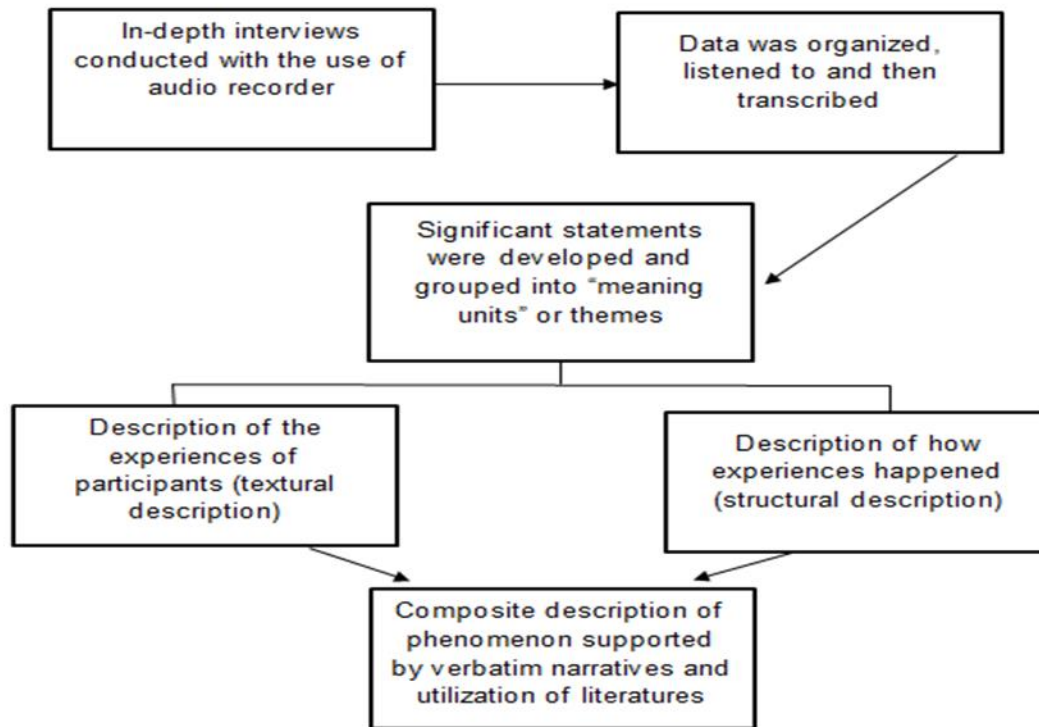 In-depth interviews
conducted with the use of
audio recorder
Data was organized,
listened to and then
transcribed
Significant statements
were developed and
grouped into “meaning
units” or themes
Description of the
experiences of
participants (textural
description)
Description of how
experiences happened
(structural description)
Composite description of
phenomenon supported
by verbatim narratives and
utilization of literatures